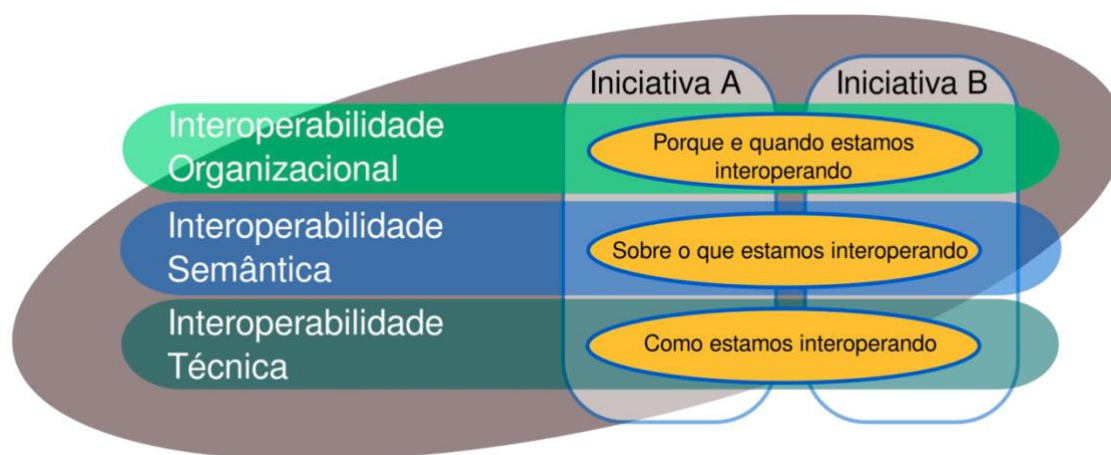 Iniciativa A
Iniciativa B
Interoperabilidade
Organizacional
Porque e quando estamos
interoperando
Interoperabilidade
Semântica
Sobre o que estamos interoperando
Interoperabilidade
Técnica
Como estamos interoperando